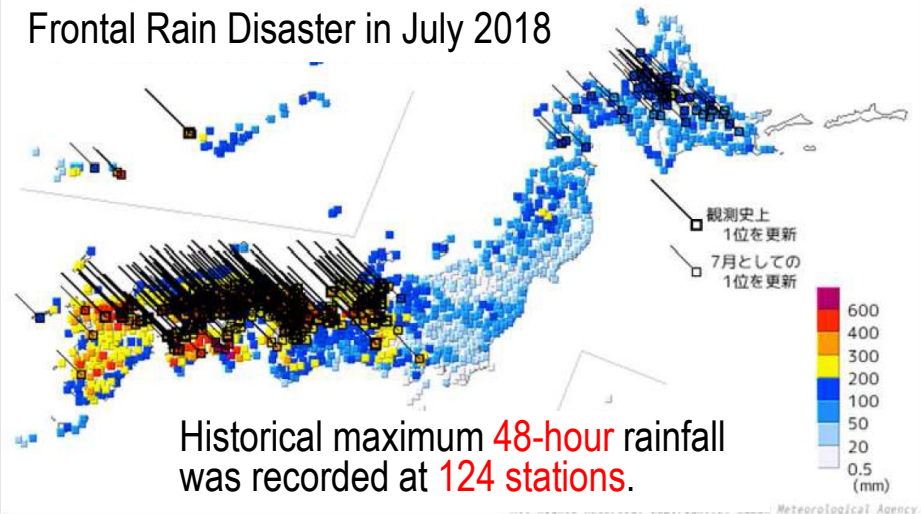 Frontal Rain Disaster in July 2018
観測史上
1位を更新
7月としての
1位を更新
600
400
300
200
100
50
20
0.5
(mm)
Historical maximum 48-hour rainfall
was recorded at 124 stations.
Meteorological Agency